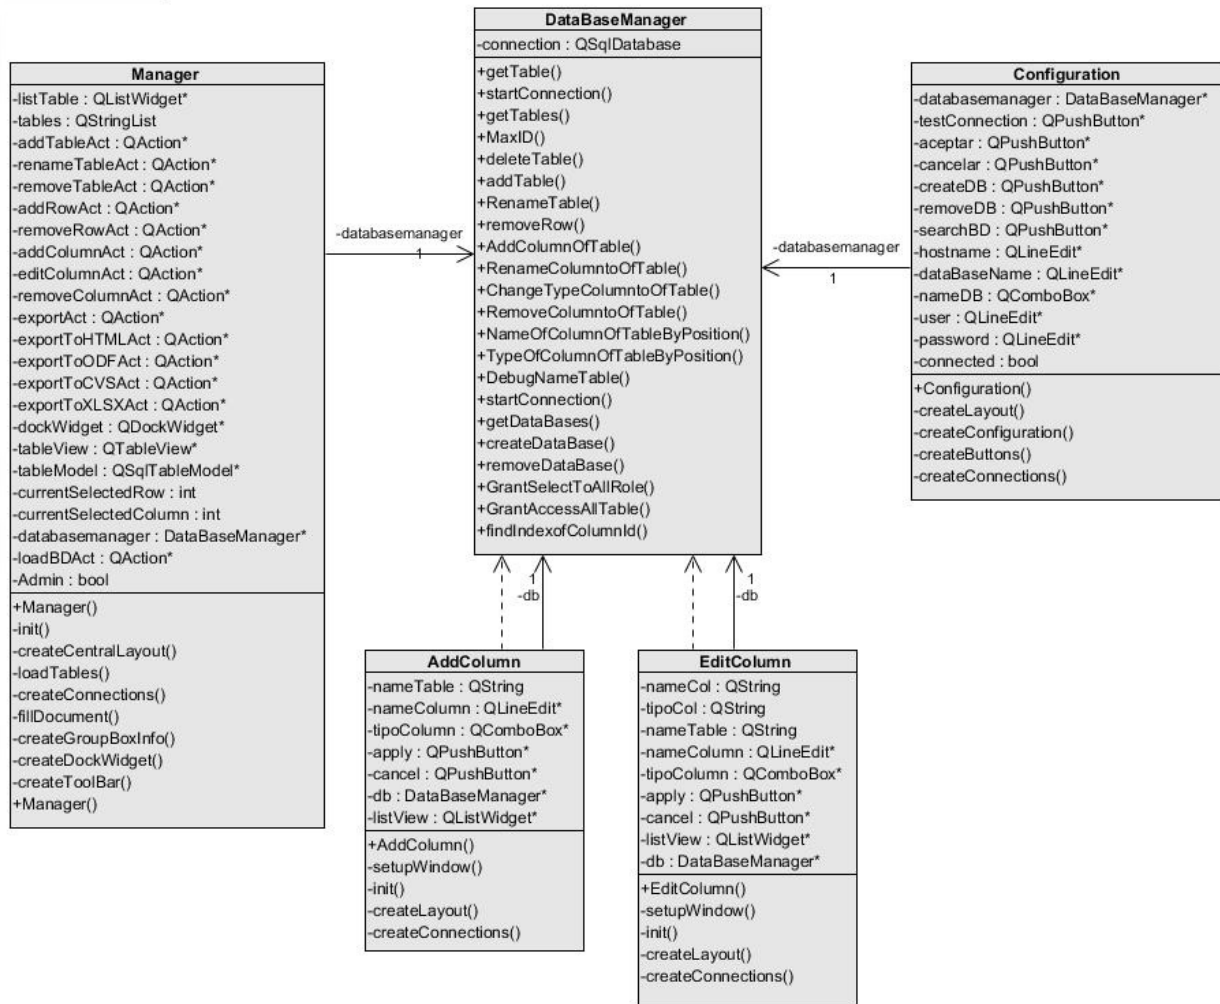 DataBaseManager
-connection : QSqlDatabase
+getTable()
+startConnection()
+getTables()
+MaxID()
+deleteTable()
+addTable()
+RenameTable()
+removeRow()
+AddColumnOfTable()
+RenameColumntoOfTable()
+ChangeTypeColumntoOfTable()
+RemoveColumntoOfTable()
+NameOfColumnOfTableByPosition()
+TypeOfColumnOfTableByPosition()
+DebugNameTable()
+startConnection()
+getDataBases()
+createDataBase()
+removeDataBase()
+GrantSelectToAllRole()
+GrantAccessAllTable()
+findIndexofColumnId()
Manager
-listTable : QListWidget*
-tables : QStringList
-addTableAct : QAction*
-renameTableAct : QAction*
-removeTableAct : QAction*
-addRowAct : QAction*
-removeRowAct : QAction*
-addColumnAct : QAction*
-editColumnAct : QAction*
-removeColumnAct : QAction*
-exportAct : QAction*
-exportToHTMLAct : QAction*
-exportToODFAct : QAction*
-exportToCVSAct : QAction*
-exportToXLSXAct : QAction*
-dockWidget : QDockWidget*
-tableView : QTableView*
-tableModel : QSqlTableModel*
-currentSelectedRow : int
-currentSelectedColumn : int
-databasemanager : DataBaseManager*
-loadBDAct : QAction*
-Admin : bool
+Manager()
-init()
-createCentralLayout()
-loadTables()
-createConnections()
-fillDocument()
-createGroupBoxInfo()
-createDockWidget()
-createToolBar()
+Manager()
-databasemanager
1
Configuration
-databasemanager : DataBaseManager*
-testConnection : QPushButton*
-aceptar : QPushButton*
-cancelar : QPushButton*
-createDB : QPushButton*
-removeDB : QPushButton*
-searchBD : QPushButton*
-hostname : QLineEdit*
-dataBaseName : QLineEdit*
-nameDB : QComboBox*
-user : QLineEdit*
-password : QLineEdit*
-connected : bool
+Configuration()
-createLayout()
-createConfiguration()
-createButtons()
-createConnections()
-databasemanager
1
1
-db
1
-db
AddColumn
-nameTable : QString
-nameColumn : QLineEdit*
-tipoColumn : QComboBox*
-apply : QPushButton*
-cancel : QPushButton*
-db : DataBaseManager*
-listView : QListWidget*
+AddColumn()
-setupWindow()
-init()
-createLayout()
-createConnections()
EditColumn
-nameCol : QString
-tipoCol : QString
-nameTable : QString
-nameColumn : QLineEdit*
-tipoColumn : QComboBox*
-apply : QPushButton*
-cancel : QPushButton*
-listView : QListWidget*
-db : DataBaseManager*
+EditColumn()
-setupWindow()
-init()
-createLayout()
-createConnections()